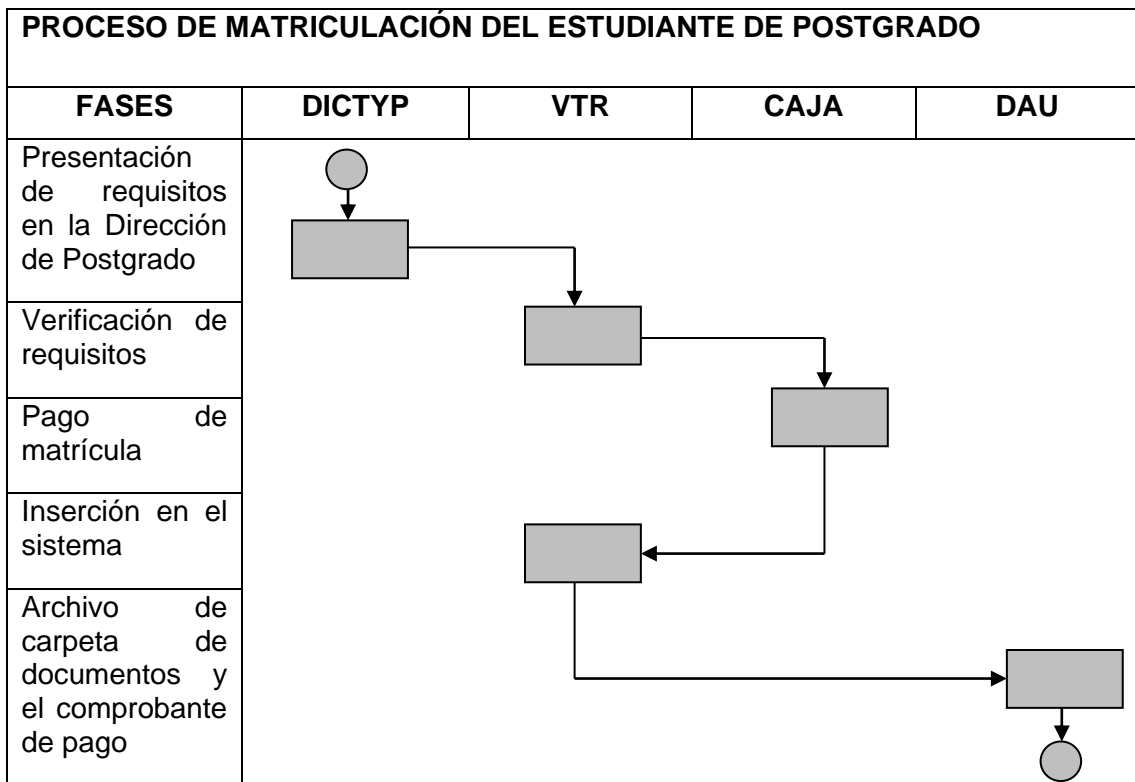 PROCESO DE MATRICULACIÓN DEL ESTUDIANTE DE POSTGRADO
FASES DICTYP VTR CAJA DAU
Presentación
de requisitos
en la Dirección
de Postgrado
Verificación de
requisitos
Pago de
matrícula
Inserción en el
sistema
Archivo de
carpeta de
documentos y
el comprobante
de pago